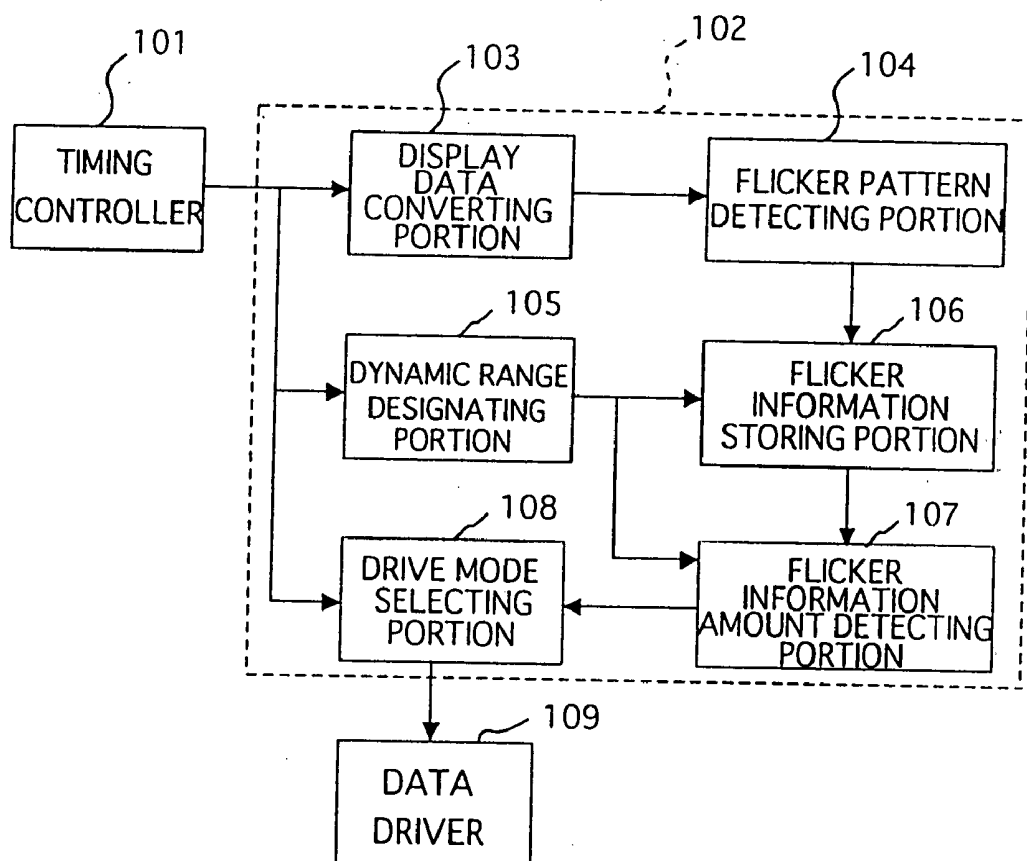 102
101
103
104
TIMING
CONTROLLER
DISPLAY
DATA
CONVERTING
PORTION
FLICKER PATTERN
DETECTING PORTION
105
106
DYNAMIC RANGE
DESIGNATING
PORTION
FLICKER
INFORMATION
STORING PORTION
108
107
DRIVE MODE
SELECTING
PORTION
FLICKER
INFORMATION
AMOUNT DETECTING
PORTION
109
DATA
DRIVER